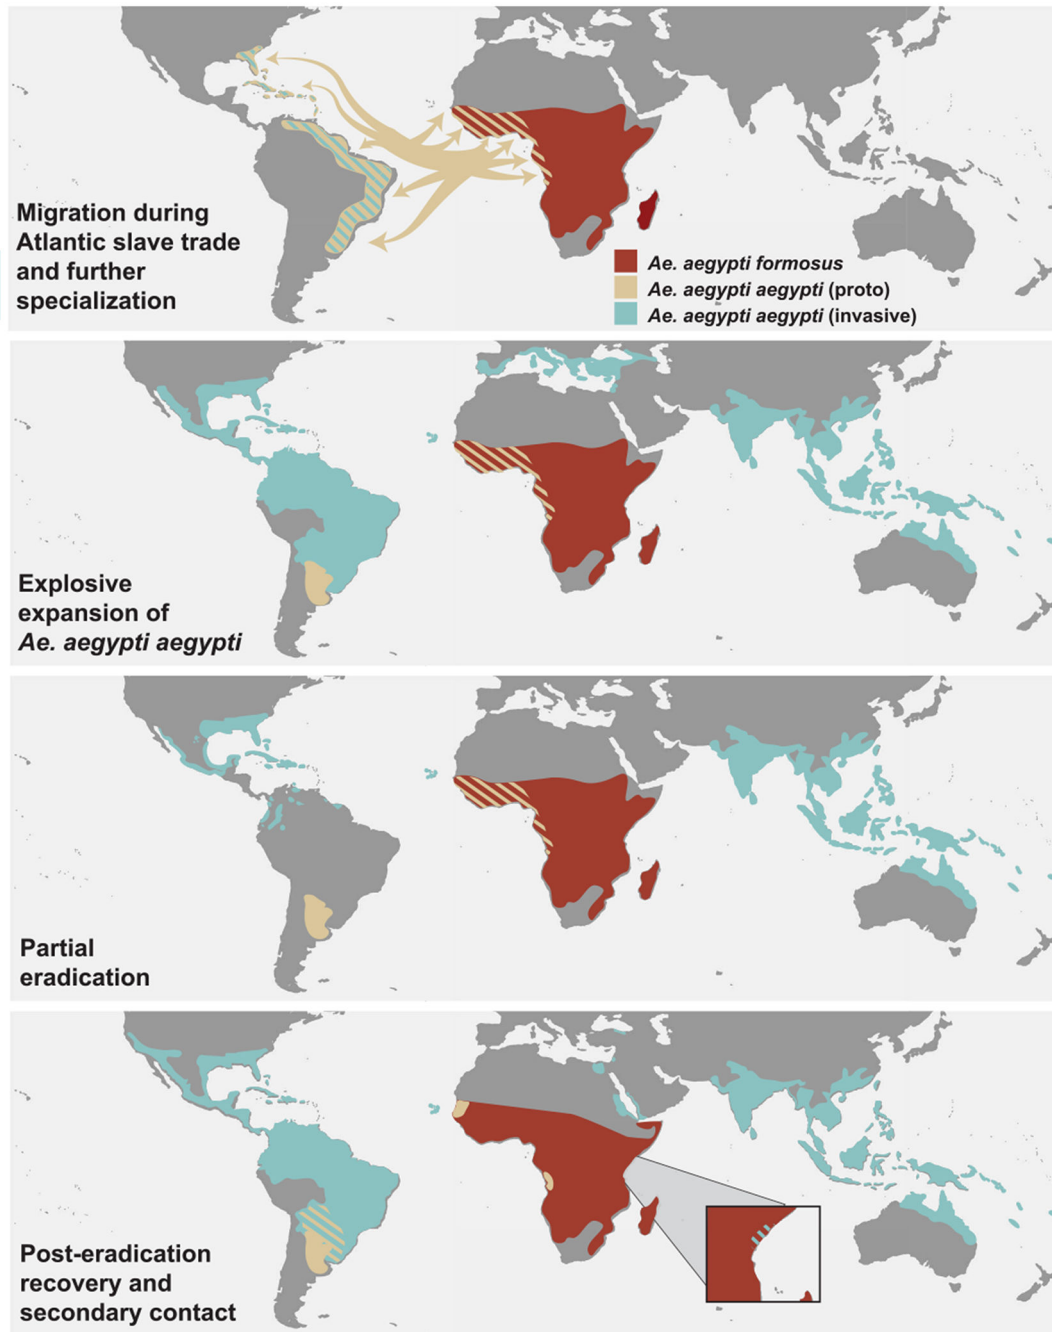 Migration during
Atlantic slave trade
and further
specialization
Ae. aegypti formosus
Ae. aegypti aegypti (proto)
Ae. aegypti aegypti (invasive)
Explosive
expansion of
Ae. aegypti aegypti
Partial
eradication
Post-eradication
recovery and
secondary contact